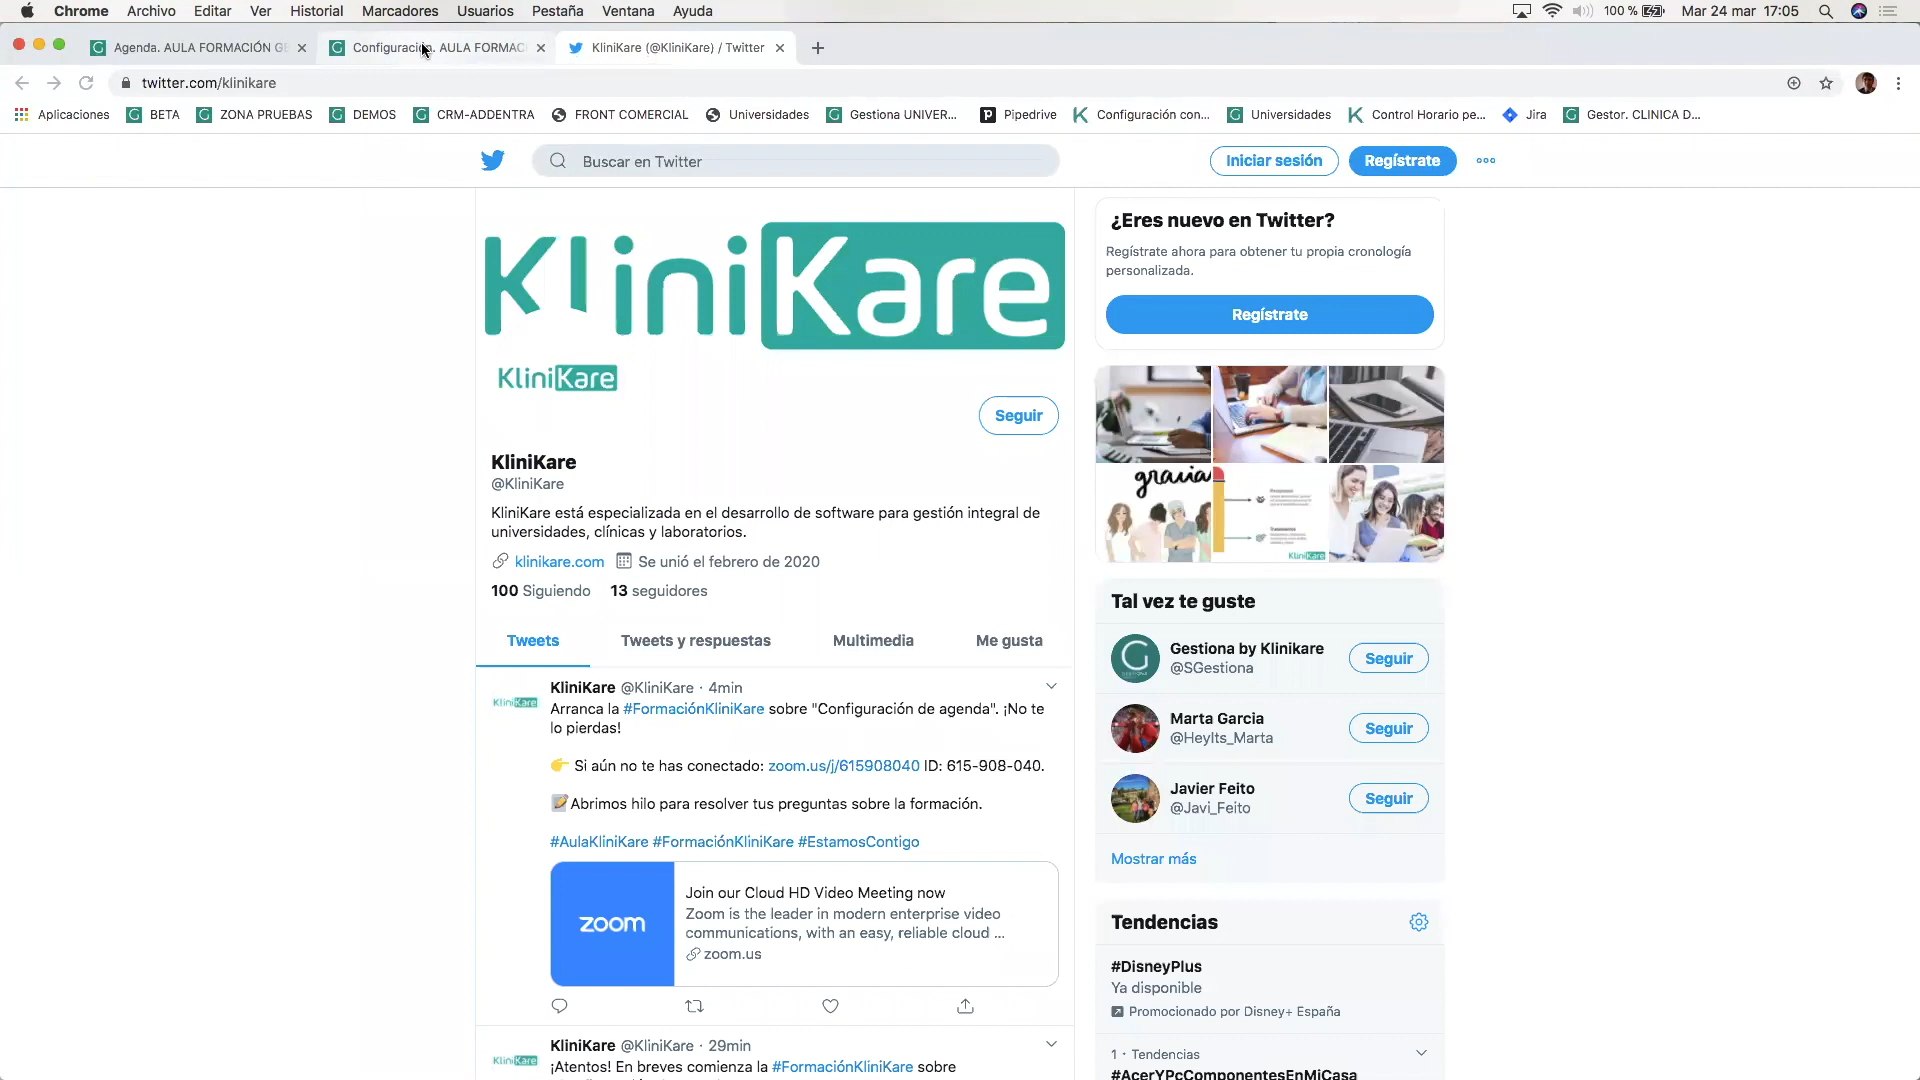 Chrome Archivo Editar Ver Historial Marcadores Usuarios Pestaña Ventana Ayuda 100 % Mar 24 mar 17:05
Agenda. AULA FORMACIÓN GE Configuración. AULA FORMAC KliniKare (@KliniKare) / Twitter
twitter.com/klinikare
Aplicaciones BETA ZONA PRUEBAS DEMOS CRM-ADDENTRA FRONT COMERCIAL Universidades Gestiona UNIVER... Pipedrive Configuración con... Universidades Control Horario pe... Jira Gestor. CLINICA D...
Buscar en Twitter
Iniciar sesión
Regístrate
KliniKare
KliniKare
Seguir
KliniKare
@KliniKare
KliniKare está especializada en el desarrollo de software para gestión integral de
universidades, clínicas y laboratorios.
klinikare.com Se unió el febrero de 2020
100 Siguiendo 13 seguidores
Tweets Tweets y respuestas Multimedia Me gusta
KliniKare
KliniKare @KliniKare · 4min
Arranca la #FormaciónKliniKare sobre "Configuración de agenda". ¡No te
lo pierdas!
👉 Si aún no te has conectado: zoom.us/j/615908040 ID: 615-908-040.
📝Abrimos hilo para resolver tus preguntas sobre la formación.
#AulaKliniKare #FormaciónKliniKare #EstamosContigo
zoom
Join our Cloud HD Video Meeting now
Zoom is the leader in modern enterprise video
communications, with an easy, reliable cloud ...
zoom.us
KliniKare
KliniKare @KliniKare · 29min
¡Atentos! En breves comienza la #FormaciónKliniKare sobre
¿Eres nuevo en Twitter?
Regístrate ahora para obtener tu propia cronología
personalizada.
Regístrate
KliniKare
Tal vez te guste
Gestiona by Klinikare
@SGestiona
Seguir
Marta Garcia
@HeyIts_Marta
Seguir
Javier Feito
@Javi_Feito
Seguir
Mostrar más
Tendencias
#DisneyPlus
Ya disponible
Promocionado por Disney+ España
1 · Tendencias
#AcerYPcComponentesEnMiCasa